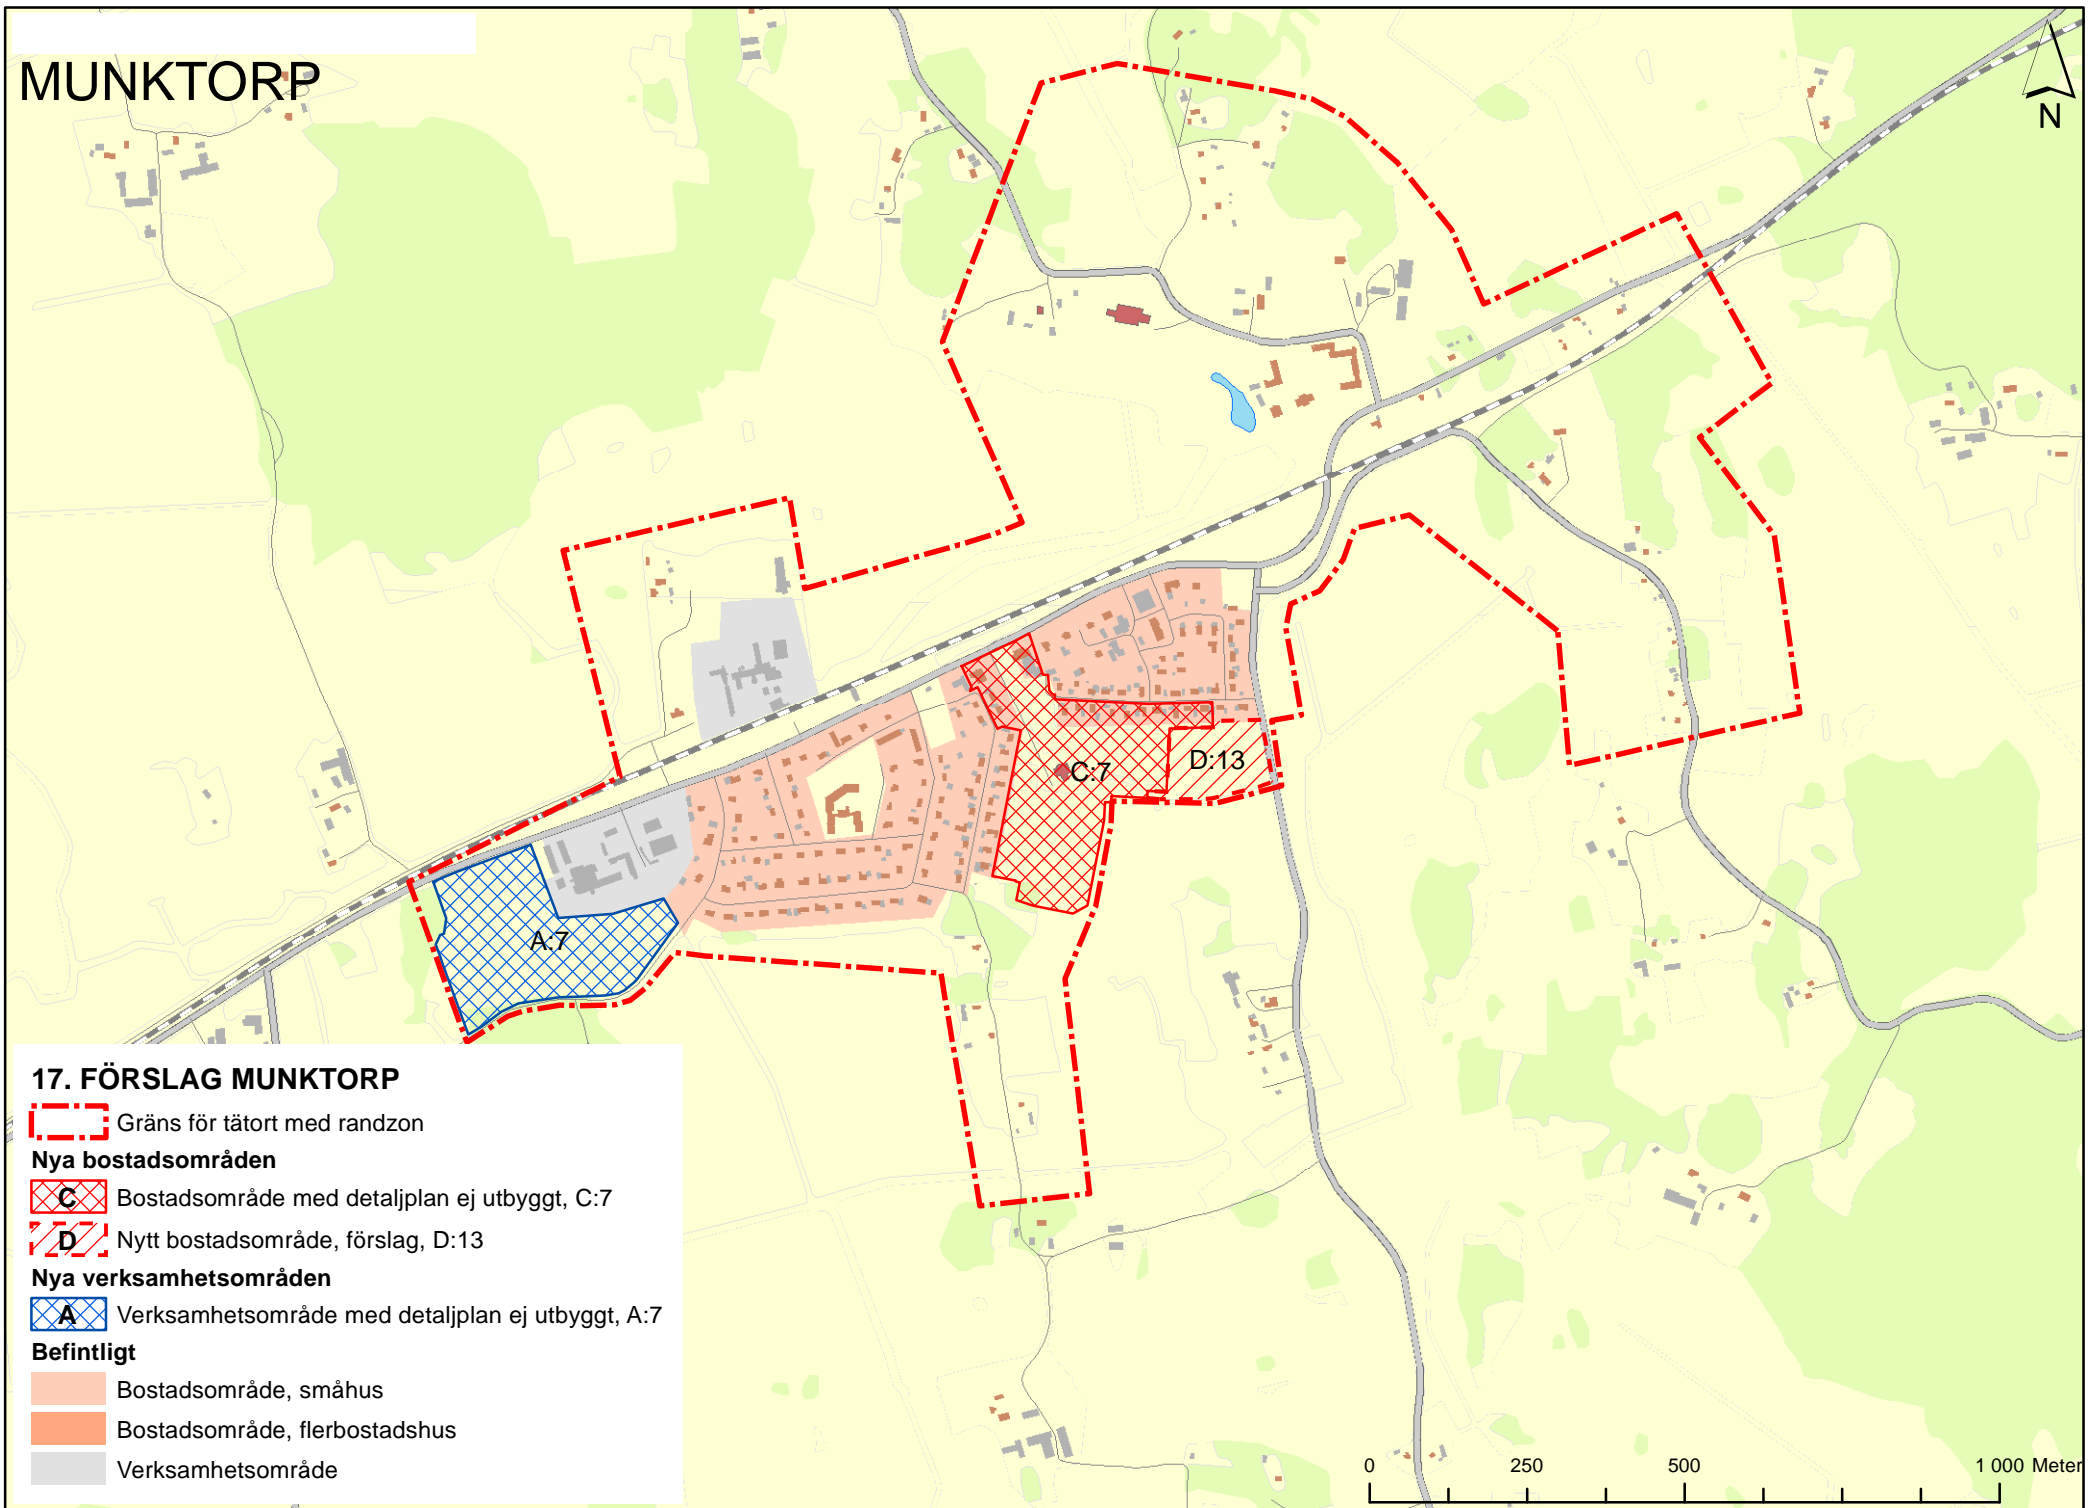 MUNKTORP
N
C:7
D:13
A:7
17. FÖRSLAG MUNKTORP
Gräns för tätort med randzon
Nya bostadsområden
C Bostadsområde med detaljplan ej utbyggt, C:7
D Nytt bostadsområde, förslag, D:13
Nya verksamhetsområden
A Verksamhetsområde med detaljplan ej utbyggt, A:7
Befintligt
Bostadsområde, småhus
Bostadsområde, flerbostadshus
Verksamhetsområde
0 250 500 1 000 Meter